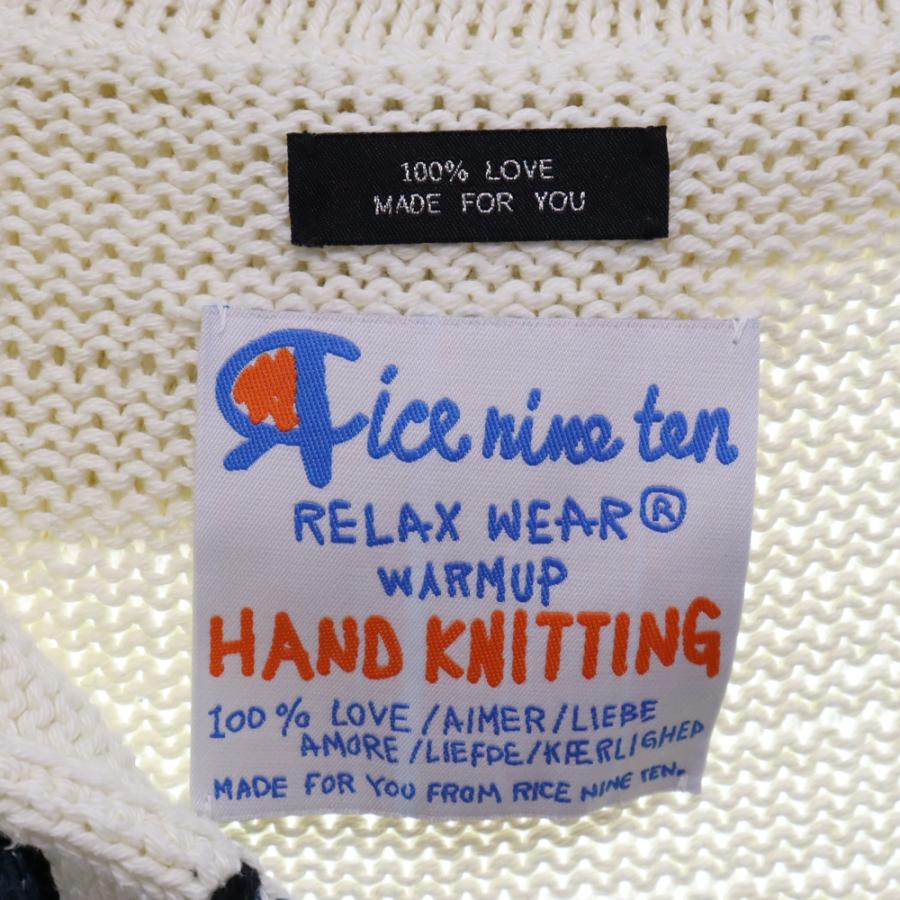 100% LOVE
MADE FOR YOU
Rice nine ten
RELAX WEAR®
WARMUP
HAND KNITTING
100% LOVE/AIMER/LIEBE
AMORE/LIEFDE/KÆRLIGHED
MADE FOR YOU FROM RICE NINE TEN.